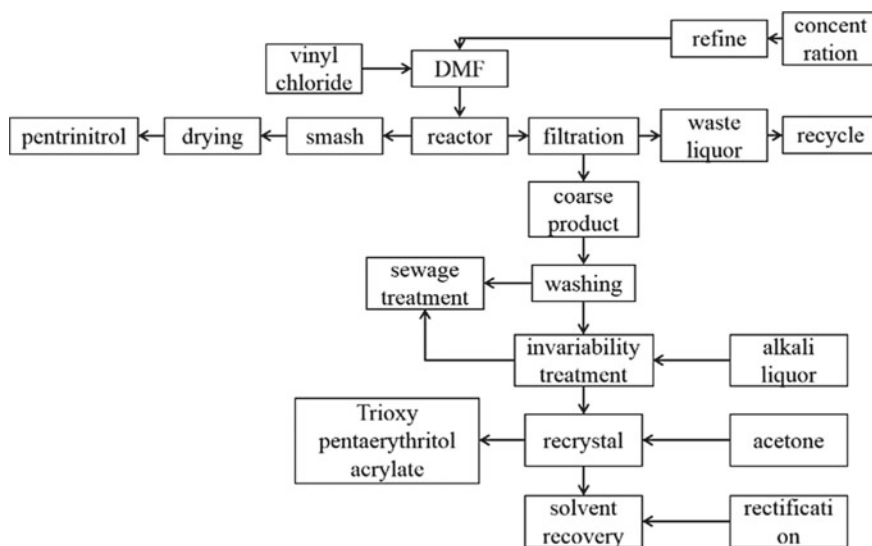 concent
ration
refine
vinyl
chloride
DMF
pentrinitrol
drying
smash
reactor
filtration
waste
liquor
recycle
coarse
product
sewage
treatment
washing
invariability
treatment
alkali
liquor
Trioxy
pentaerythritol
acrylate
recrystal
acetone
solvent
recovery
rectificati
on